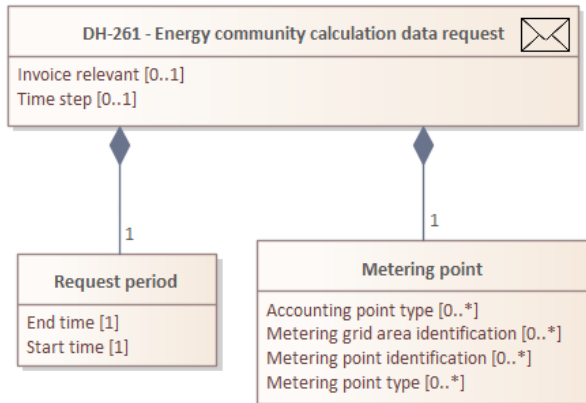 DH-261 - Energy community calculation data request
Invoice relevant [0..1]
Time step [0..1]
1
1
Request period
End time [1]
Start time [1]
Metering point
Accounting point type [0..*]
Metering grid area identification [0..*]
Metering point identification [0..*]
Metering point type [0..*]